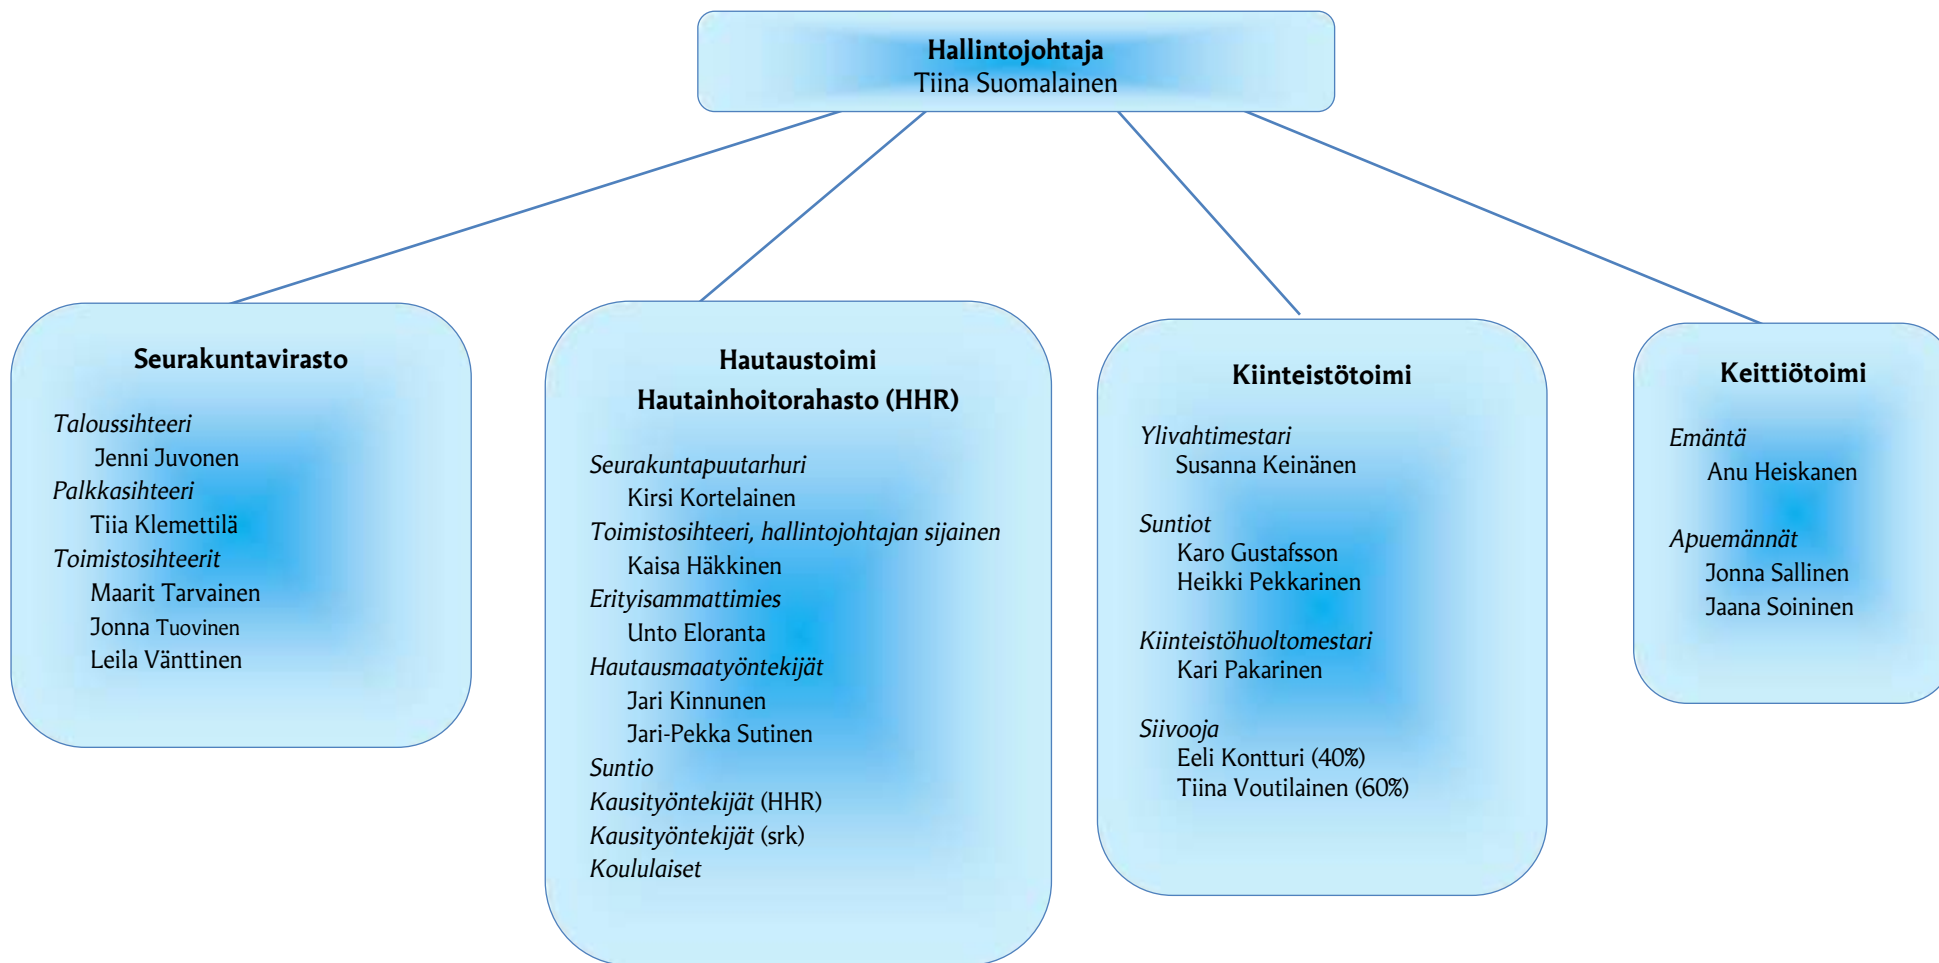 Hallintojohtaja
Tiina Suomalainen
Seurakuntavirasto
Taloussihteeri
Jenni Juvonen
Palkkasihteeri
Tiia Klemettilä
Toimistosihteerit
Maarit Tarvainen
Jonna Tuovinen
Leila Vänttinen
Hautaustoimi
Hautainhoitorahasto (HHR)
Seurakuntapuutarhuri
Kirsi Kortelainen
Toimistosihteeri, hallintojohtajan sijainen
Kaisa Häkkinen
Erityisammattimies
Unto Eloranta
Hautausmaatyöntekijät
Jari Kinnunen
Jari-Pekka Sutinen
Suntio
Kausityöntekijät (HHR)
Kausityöntekijät (srk)
Koululaiset
Kiinteistötoimi
Ylivahtimestari
Susanna Keinänen
Suntiot
Karo Gustafsson
Heikki Pekkarinen
Kiinteistöhuoltomestari
Kari Pakarinen
Siivooja
Eeli Kontturi (40%)
Tiina Voutilainen (60%)
Keittiötoimi
Emäntä
Anu Heiskanen
Apuemännät
Jonna Sallinen
Jaana Soininen